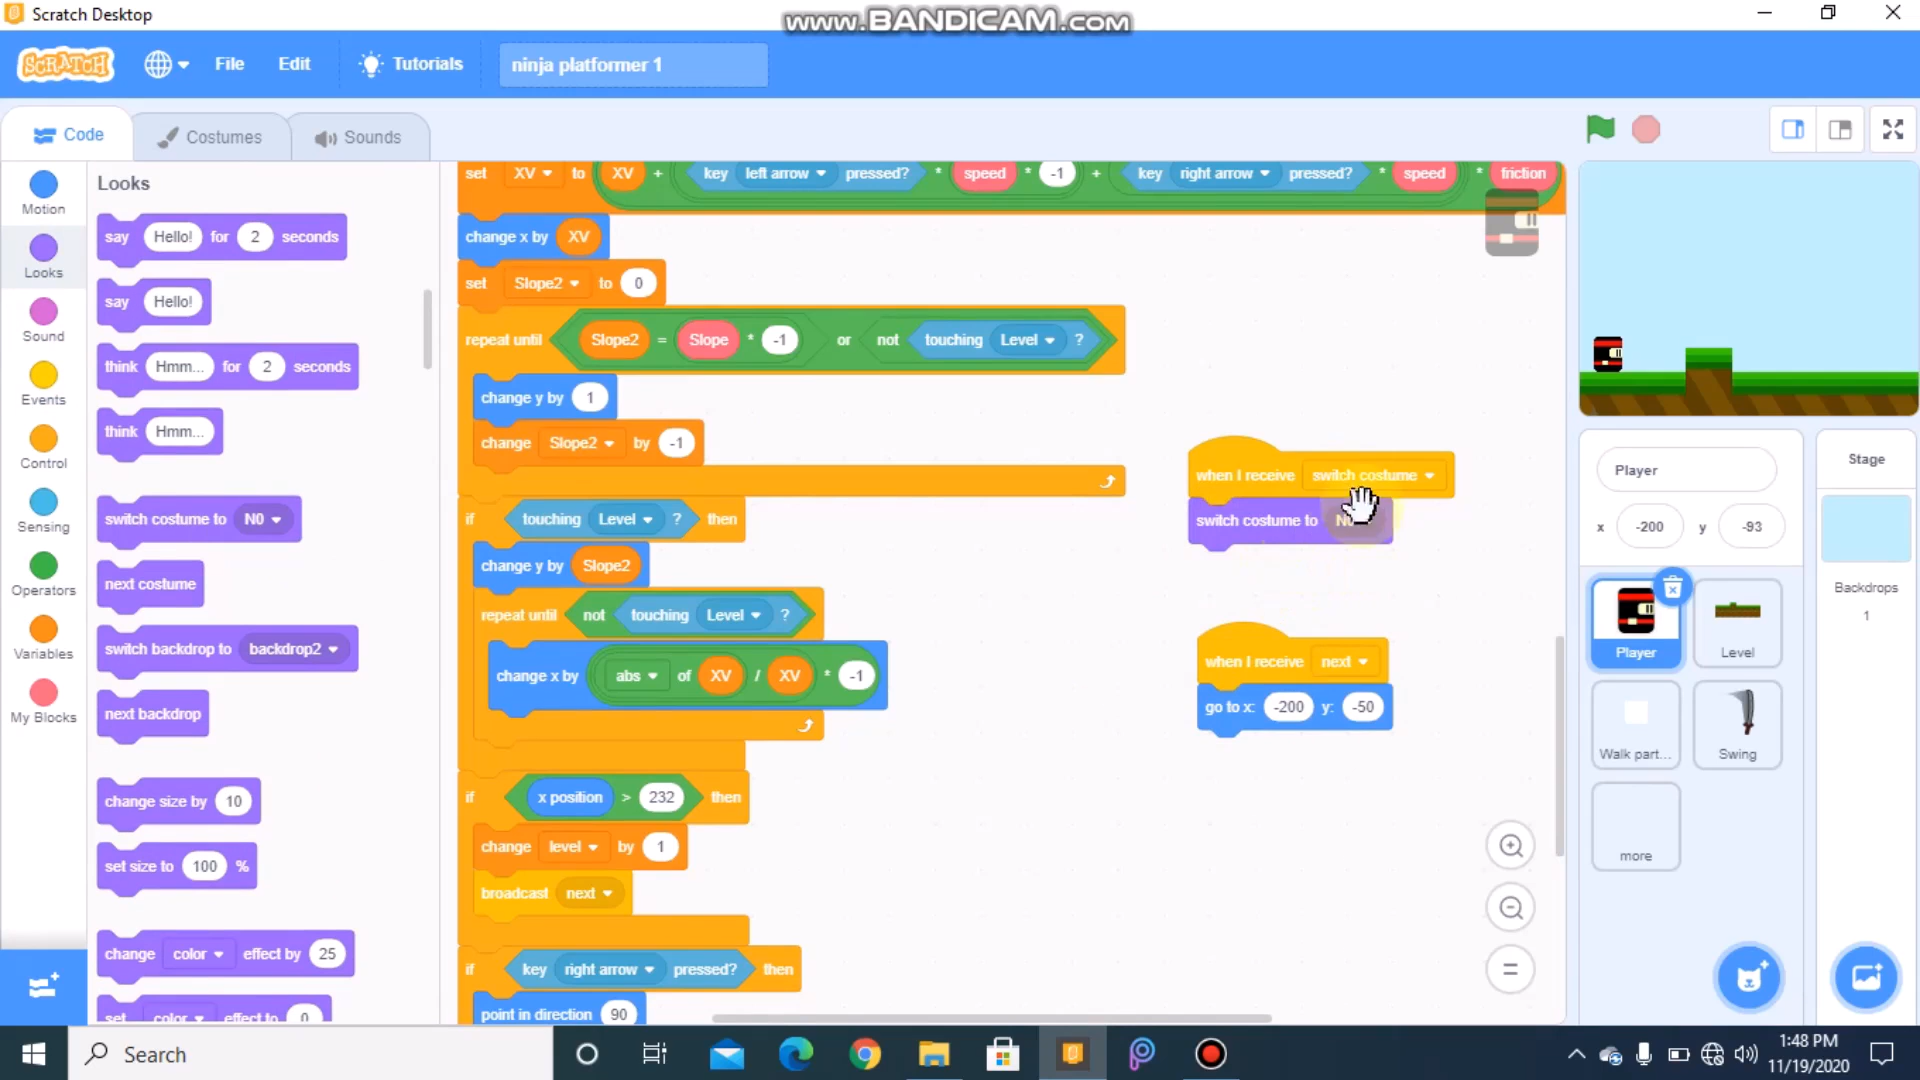 Scratch Desktop
www.BANDICAM.com
SCRATCH
File
Edit
Tutorials
ninja platformer 1
Code
Costumes
Sounds
Motion
Looks
Sound
Events
Control
Sensing
Operators
Variables
My Blocks
Looks
say Hello! for 2 seconds
say Hello!
think Hmm... for 2 seconds
think Hmm...
switch costume to N0
next costume
switch backdrop to backdrop2
next backdrop
change size by 10
set size to 100 %
change color effect by 25
set color effect to 0
set XV to XV + key left arrow pressed? * speed * -1 + key right arrow pressed? * speed * friction
change x by XV
set Slope2 to 0
repeat until Slope2 = Slope * -1 or not touching Level ?
change y by 1
change Slope2 by -1
if touching Level ? then
change y by Slope2
repeat until not touching Level ?
change x by abs of XV / XV * -1
if x position > 232 then
change level by 1
broadcast next
if key right arrow pressed? then
point in direction 90
when I receive switch costume
switch costume to
when I receive next
go to x: -200 y: -50
Player
x -200 y -93
Player
Level
Walk part...
Swing
more
Stage
Backdrops
1
Search
1:48 PM
11/19/2020